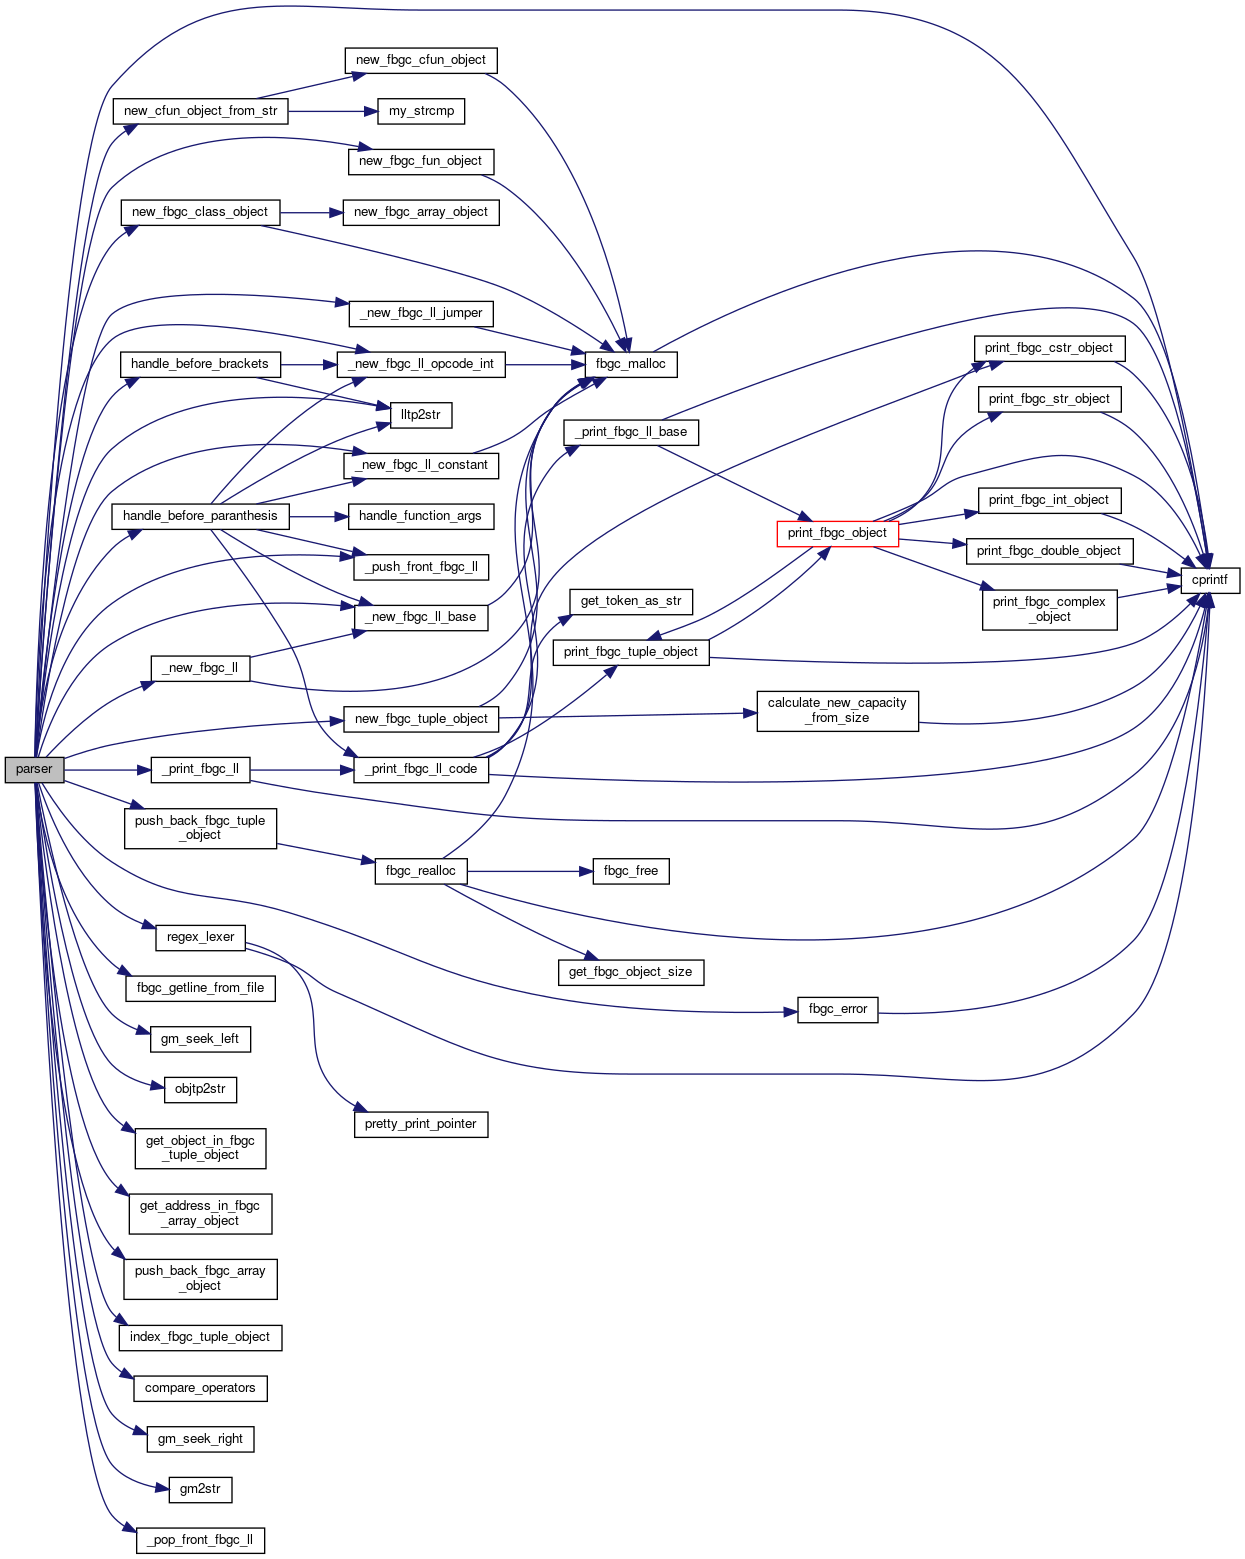 new_fbgc_cfun_object
new_cfun_object_from_str
my_strcmp
new_fbgc_fun_object
new_fbgc_class_object
new_fbgc_array_object
_new_fbgc_ll_jumper
print_fbgc_cstr_object
handle_before_brackets
_new_fbgc_ll_opcode_int
fbgc_malloc
print_fbgc_str_object
lltp2str
_print_fbgc_ll_base
_new_fbgc_ll_constant
print_fbgc_int_object
handle_before_paranthesis
handle_function_args
print_fbgc_object
print_fbgc_double_object
_push_front_fbgc_ll
cprintf
get_token_as_str
print_fbgc_complex
_object
_new_fbgc_ll_base
print_fbgc_tuple_object
_new_fbgc_ll
calculate_new_capacity
_from_size
new_fbgc_tuple_object
parser
_print_fbgc_ll
_print_fbgc_ll_code
push_back_fbgc_tuple
_object
fbgc_realloc
fbgc_free
regex_lexer
get_fbgc_object_size
fbgc_getline_from_file
fbgc_error
gm_seek_left
objtp2str
pretty_print_pointer
get_object_in_fbgc
_tuple_object
get_address_in_fbgc
_array_object
push_back_fbgc_array
_object
index_fbgc_tuple_object
compare_operators
gm_seek_right
gm2str
_pop_front_fbgc_ll